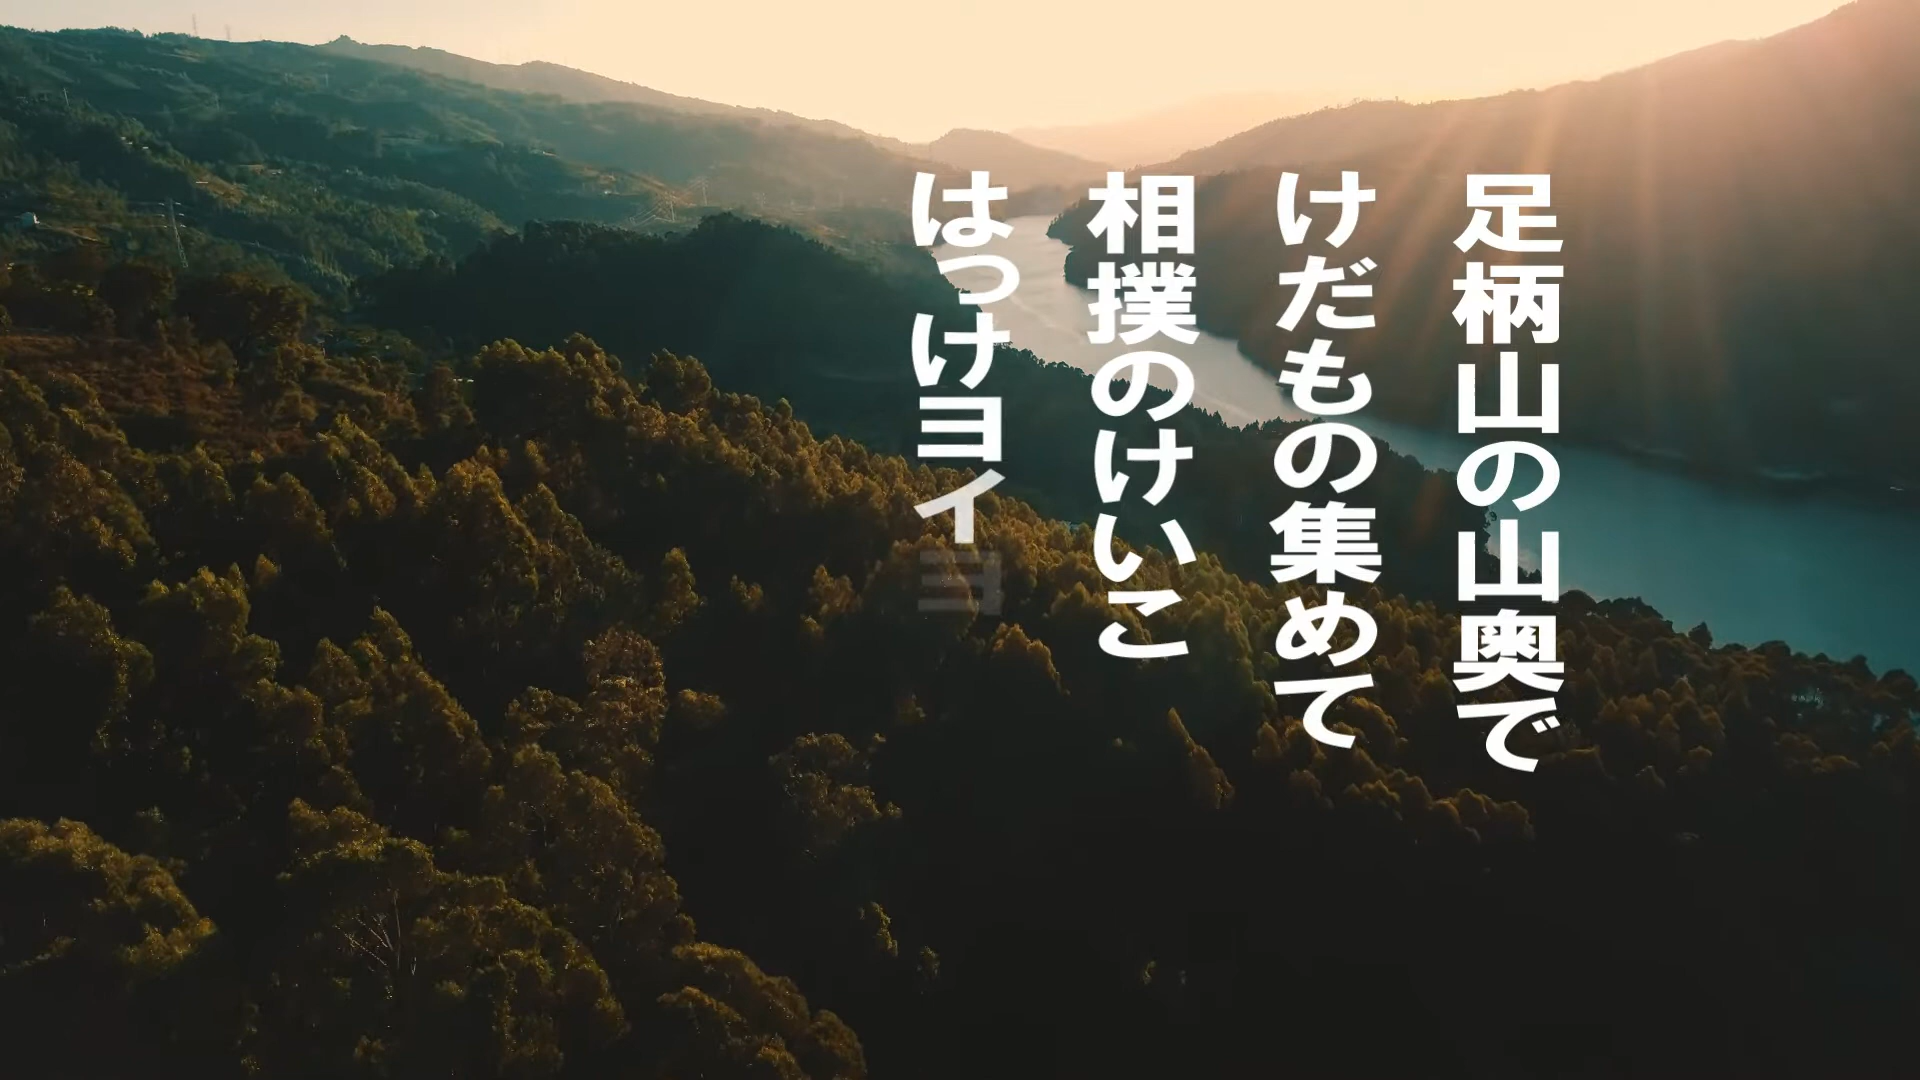 足柄山の山奥で
けだもの集めて
相撲のけいこ
はっけヨイヨ